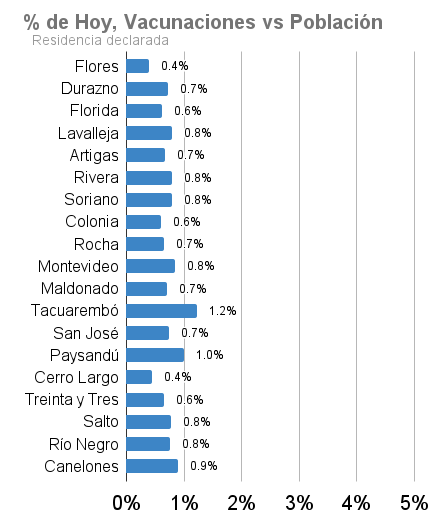 % de Hoy, Vacunaciones vs Población
Residencia declarada
Flores 0.4%
Durazno 0.7%
Florida 0.6%
Lavalleja 0.8%
Artigas 0.7%
Rivera 0.8%
Soriano 0.8%
Colonia 0.6%
Rocha 0.7%
Montevideo 0.8%
Maldonado 0.7%
Tacuarembó 1.2%
San José 0.7%
Paysandú 1.0%
Cerro Largo 0.4%
Treinta y Tres 0.6%
Salto 0.8%
Río Negro 0.8%
Canelones 0.9%
0% 1% 2% 3% 4% 5%